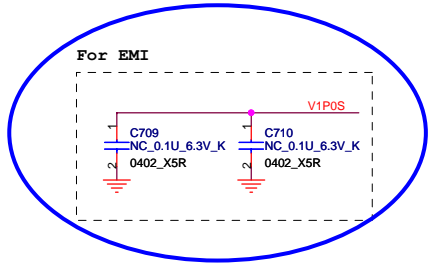 For EMI
V1P0S
1
C709
NC_0.1U_6.3V_K
2
0402_X5R
1
C710
NC_0.1U_6.3V_K
2
0402_X5R